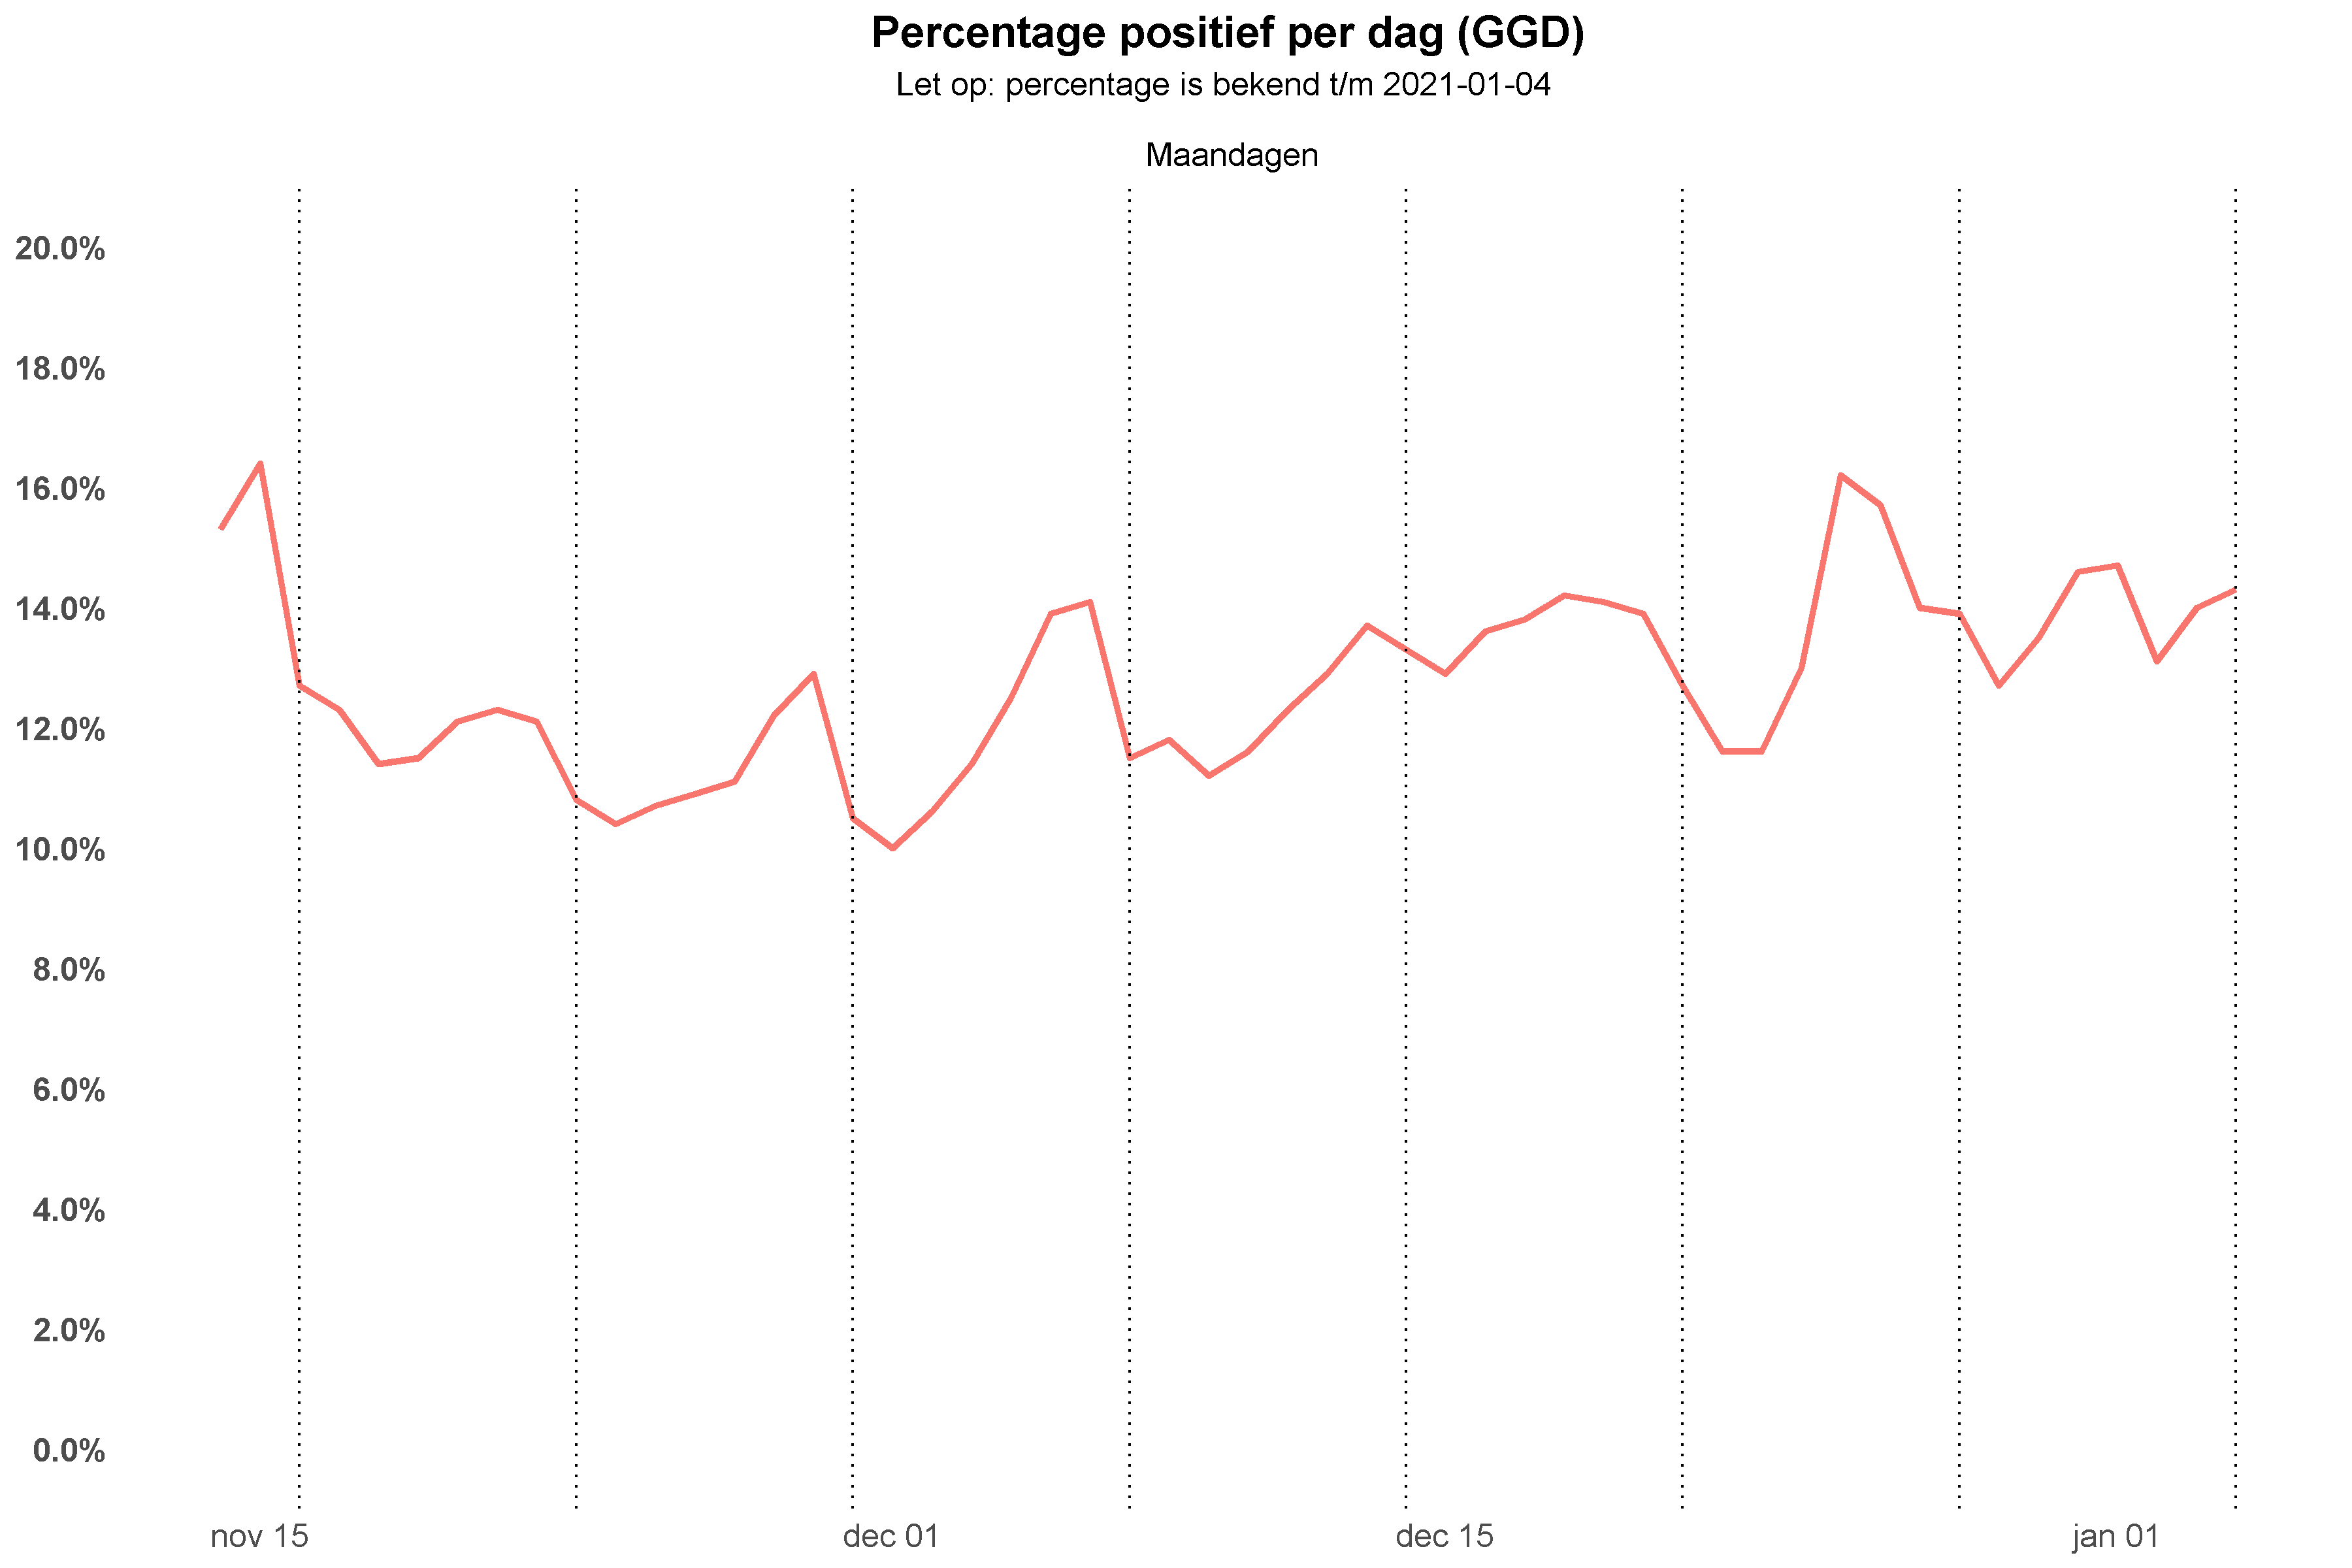 Percentage positief per dag (GGD)
Let op: percentage is bekend t/m 2021-01-04
Maandagen
20.0%
18.0%
16.0%
14.0%
12.0%
10.0%
8.0%
6.0%
4.0%
2.0%
0.0%
nov 15 dec 01 dec 15 jan 01